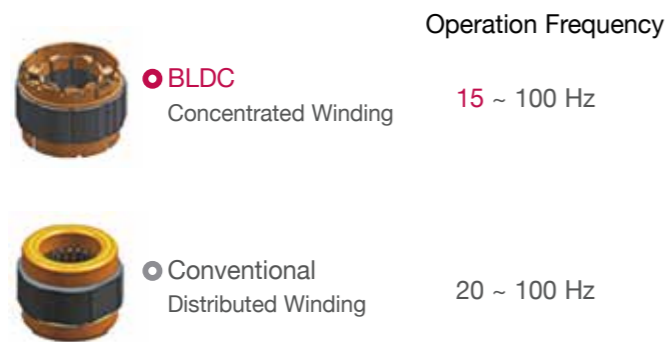 Operation Frequency
BLDC
Concentrated Winding
15 ~ 100 Hz
Conventional
Distributed Winding
20 ~ 100 Hz